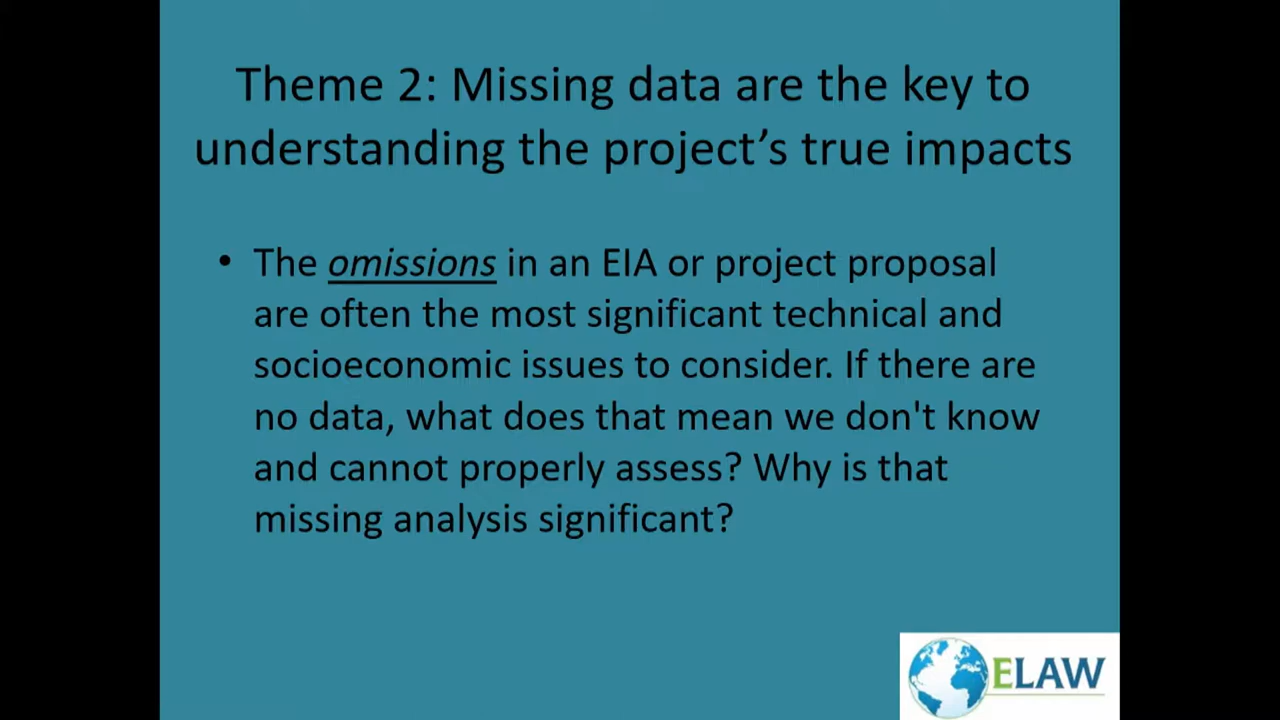 Theme 2: Missing data are the key to
understanding the project’s true impacts
• The omissions in an EIA or project proposal
are often the most significant technical and
socioeconomic issues to consider. If there are
no data, what does that mean we don't know
and cannot properly assess? Why is that
missing analysis significant?
ELAW